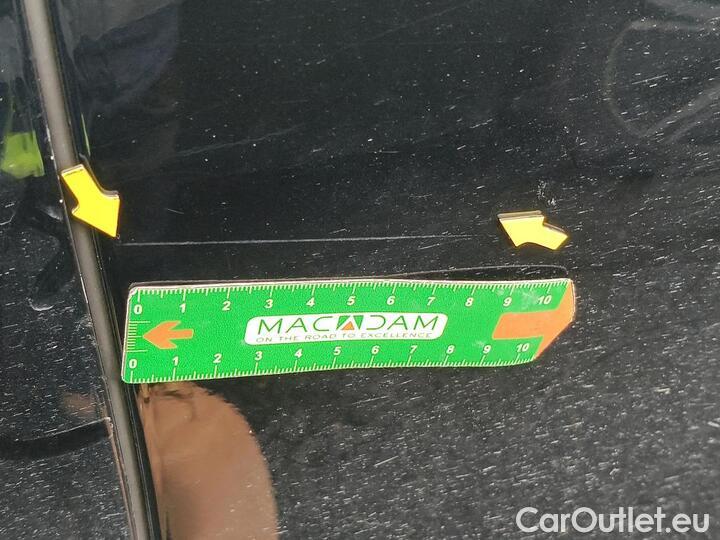 0 1 2 3 4 5 6 7 8 9 10
MACADAM
ON THE ROAD TO EXCELLENCE
0 1 2 3 4 5 6 7 8 9 10
CarOutlet.eu